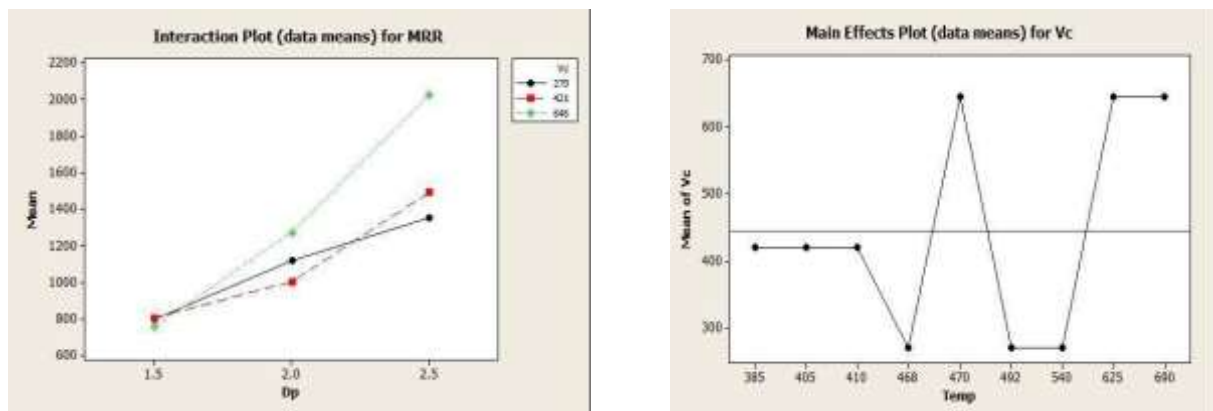 Interaction Plot (data means) for MRR
2200
2000
1800
1600
1400
1200
1000
800
600
Mean
1.5 2.0 2.5
Dp
Vc
270
421
646
Main Effects Plot (data means) for Vc
700
600
500
400
300
Mean of Vc
385 405 410 468 470 492 540 625 690
Temp